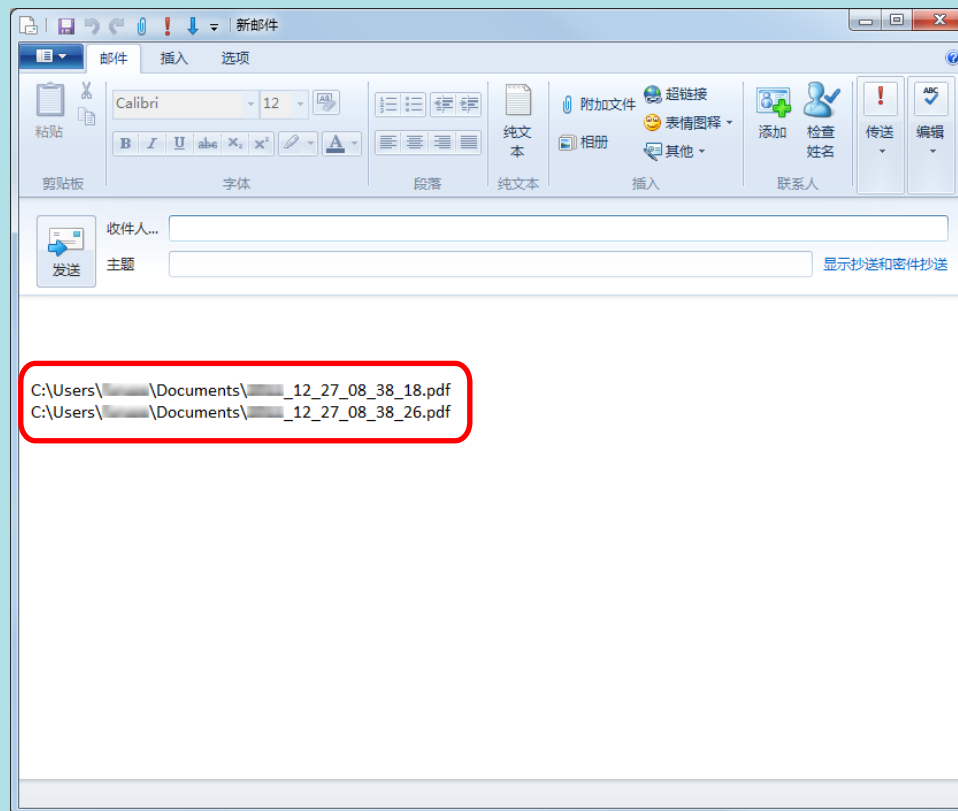 新邮件
邮件 插入 选项
粘贴
剪贴板
Calibri 12
B I U abc X₂ X² A
字体
段落
纯文本
纯文本
附加文件
相册
超链接
表情图释
其他
插入
添加
检查姓名
联系人
传送
ABC
编辑
发送
收件人...
主题
显示抄送和密件抄送
C:\Users\ \Documents\ _12_27_08_38_18.pdf
C:\Users\ \Documents\ _12_27_08_38_26.pdf